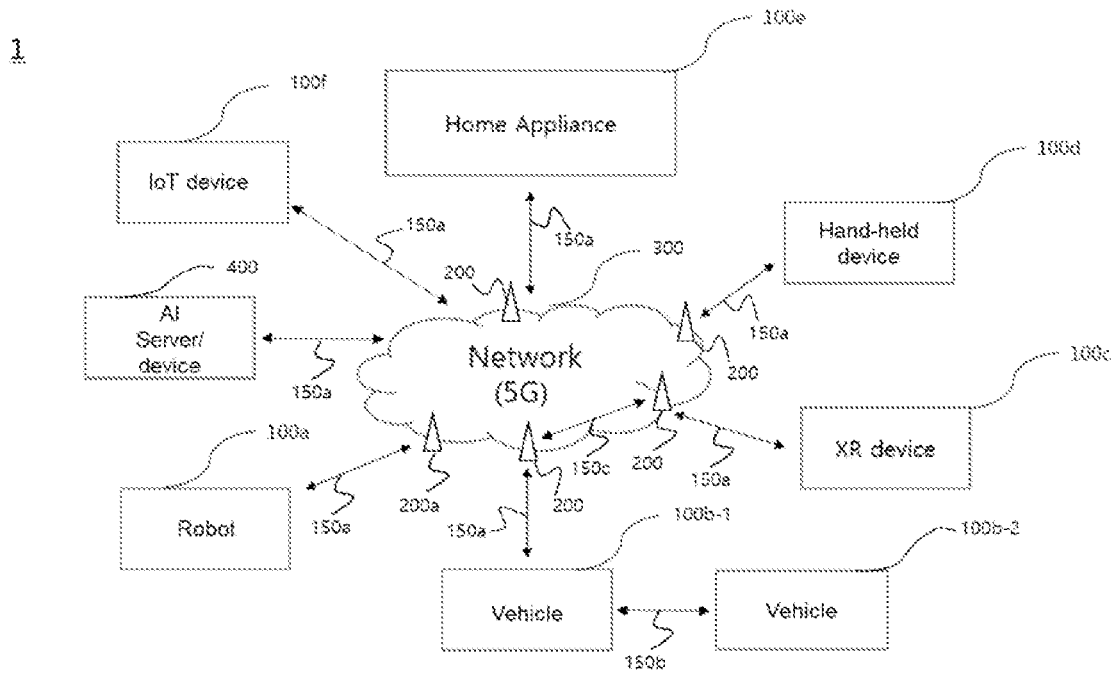 1
100e
Home Appliance
100f
IoT device
100d
Hand-held
device
150a
150a
200
300
400
AI
Server/
device
150a
150a
200
Network
(5G)
100c
XR device
100a
Robot
150a
200a
150a
200
150c
200
150a
100b-1
Vehicle
100b-2
Vehicle
150b